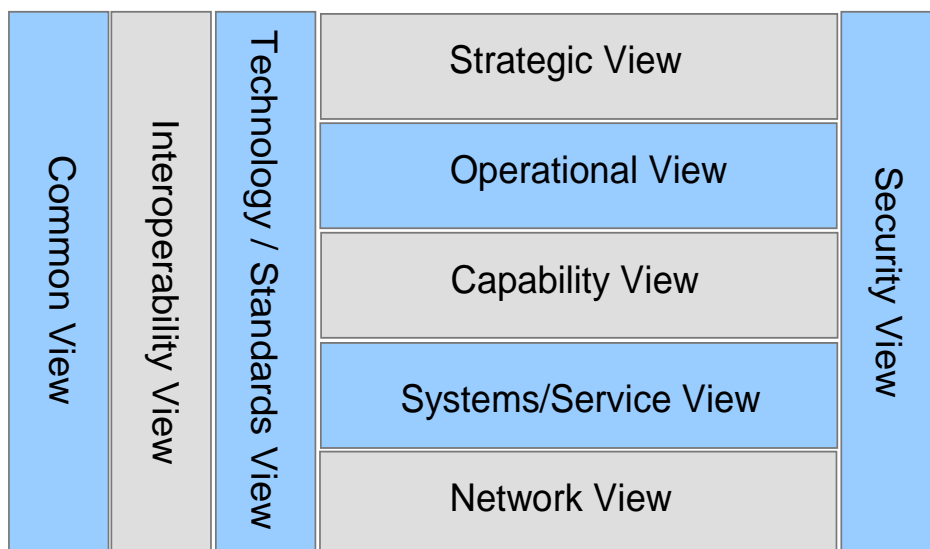 Common View
Interoperability View
Technology / Standards View
Strategic View
Operational View
Capability View
Systems/Service View
Network View
Security View